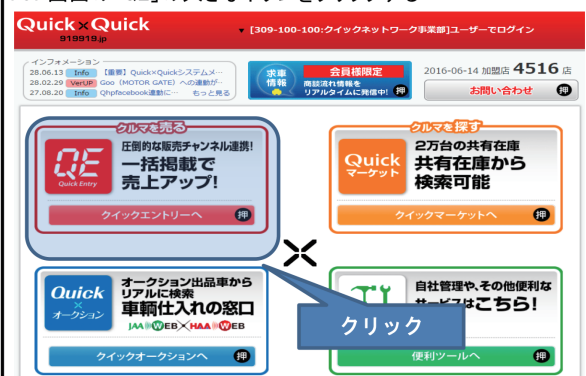 Quick×Quick
919919.jp
▼ [309-100-100:クイックネットワーク事業部]ユーザーでログイン
インフォメーション
28.06.13 Info 【重要】Quick×Quickシステムメ…
28.02.29 VerUP Goo（MOTOR GATE）への連動が…
27.08.20 Info Qhpfacebook連動に… もっと見る
求車
情報
会員様限定
商談流れ情報を
リアルタイムに発信中! 押
2016-06-14 加盟店 4516 店
お問い合わせ 押
クルマを売る
QE
Quick Entry
圧倒的な販売チャンネル連携!
一括掲載で
売上アップ!
クイックエントリーへ 押
クルマを探す
Quick
マーケット
2万台の共有在庫
共有在庫から
検索可能
クイックマーケットへ 押
Quick
×
オークション
オークション出品車から
リアルに検索
車輌仕入れの窓口
JAA WEB×HAA WEB
クイックオークションへ 押
自社管理や、その他便利な
サービスはこちら!
便利ツールへ 押
クリック